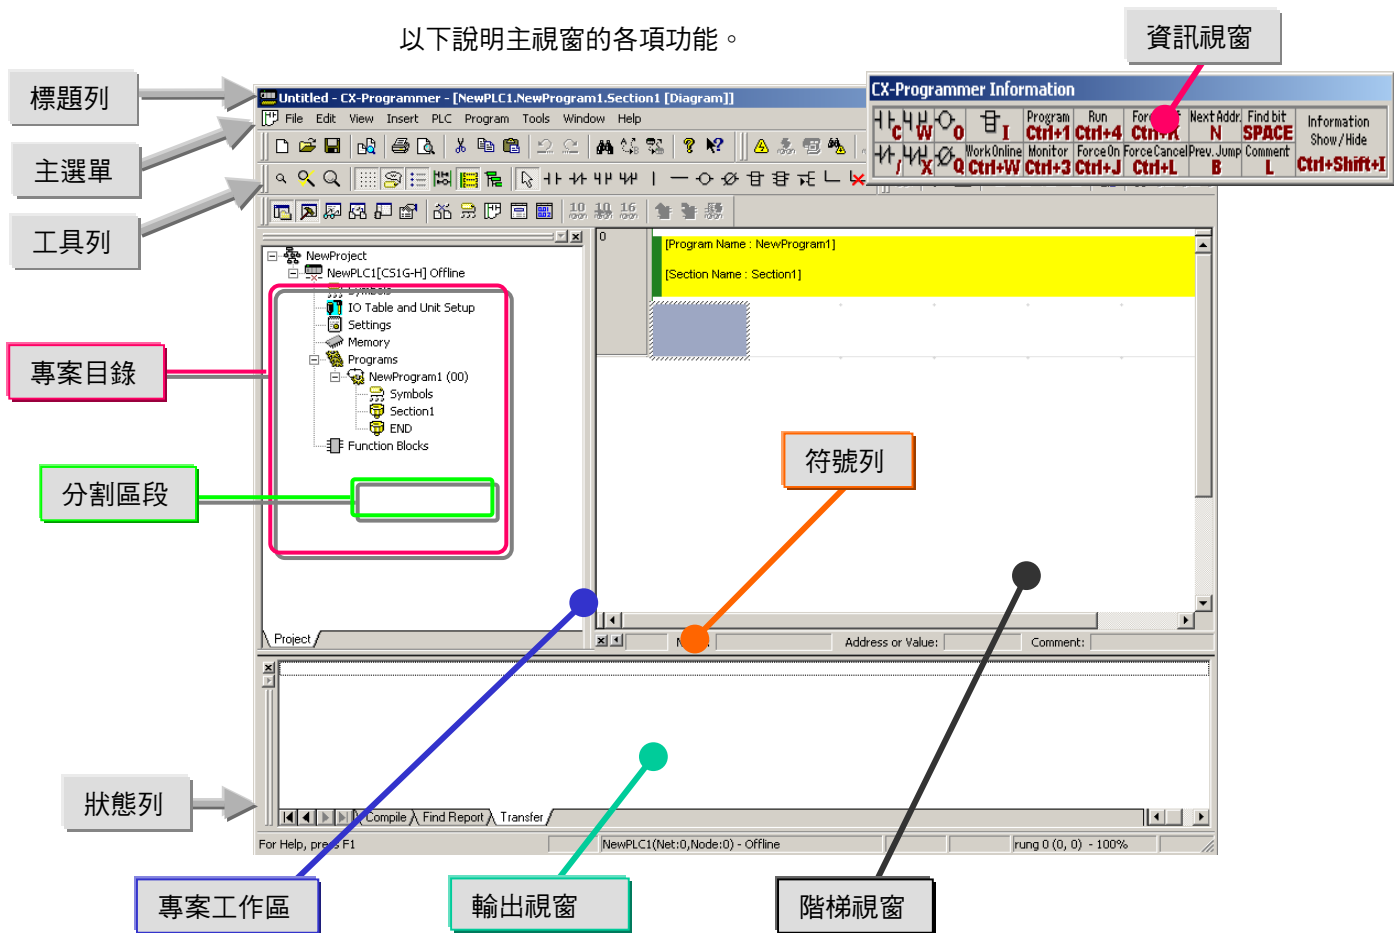 以下說明主視窗的各項功能。
資訊視窗
標題列
主選單
工具列
專案目錄
分割區段
狀態列
專案工作區
輸出視窗
階梯視窗
符號列
CX-Programmer Information
C W O I Program Ctrl+1 Run Ctrl+4 Ctrl+K Next Addr. N Find bit SPACE Information
Show / Hide
/ X Q Work Online Ctrl+W Monitor Ctrl+3 Force On Ctrl+J Force Cancel Ctrl+L Prev. Jump B Comment L Ctrl+Shift+I
Untitled - CX-Programmer - [NewPLC1.NewProgram1.Section1 [Diagram]]
File Edit View Insert PLC Program Tools Window Help
10 10 16
NewProject
NewPLC1[CS1G-H] Offline
Symbols
IO Table and Unit Setup
Settings
Memory
Programs
NewProgram1 (00)
Symbols
Section1
END
Function Blocks
Project
0
[Program Name : NewProgram1]
[Section Name : Section1]
Address or Value:
Comment:
Compile Find Report Transfer
For Help, press F1
NewPLC1(Net:0,Node:0) - Offline
rung 0 (0, 0) - 100%